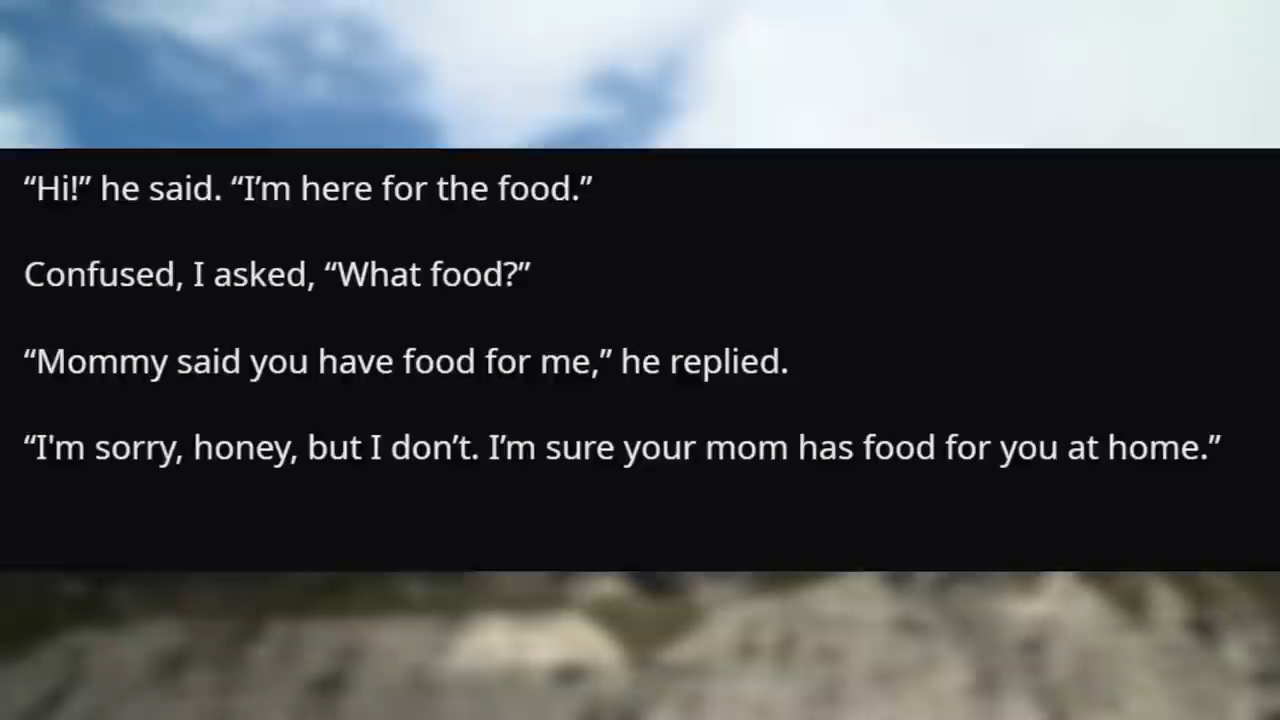 “Hi!” he said. “I’m here for the food.”
Confused, I asked, “What food?”
“Mommy said you have food for me,” he replied.
“I'm sorry, honey, but I don’t. I’m sure your mom has food for you at home.”